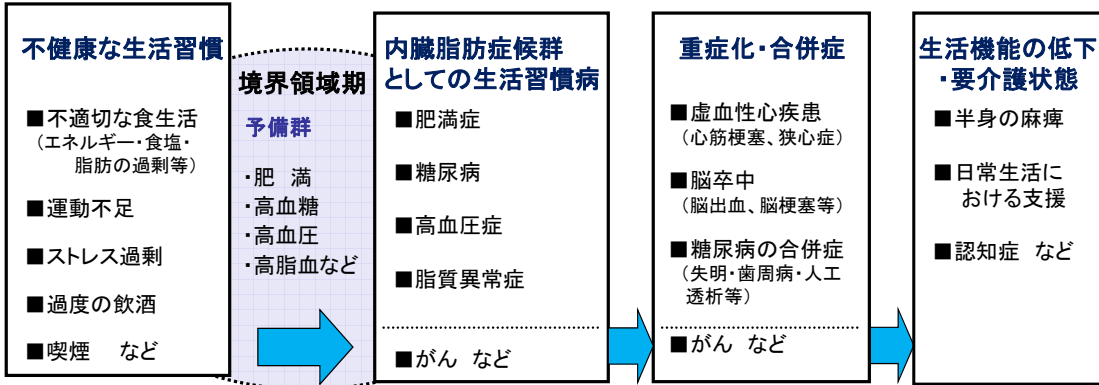 不健康な生活習慣
■不適切な食生活
（エネルギー・食塩・
脂肪の過剰等）
■運動不足
■ストレス過剰
■過度の飲酒
■喫煙　など
境界領域期
予備群
・肥　満
・高血糖
・高血圧
・高脂血など
内臓脂肪症候群
としての生活習慣病
■肥満症
■糖尿病
■高血圧症
■脂質異常症
■がん　など
重症化・合併症
■虚血性心疾患
（心筋梗塞、狭心症）
■脳卒中
（脳出血、脳梗塞等）
■糖尿病の合併症
（失明・歯周病・人工
透析等）
■がん　など
生活機能の低下
・要介護状態
■半身の麻痺
■日常生活に
おける支援
■認知症　など